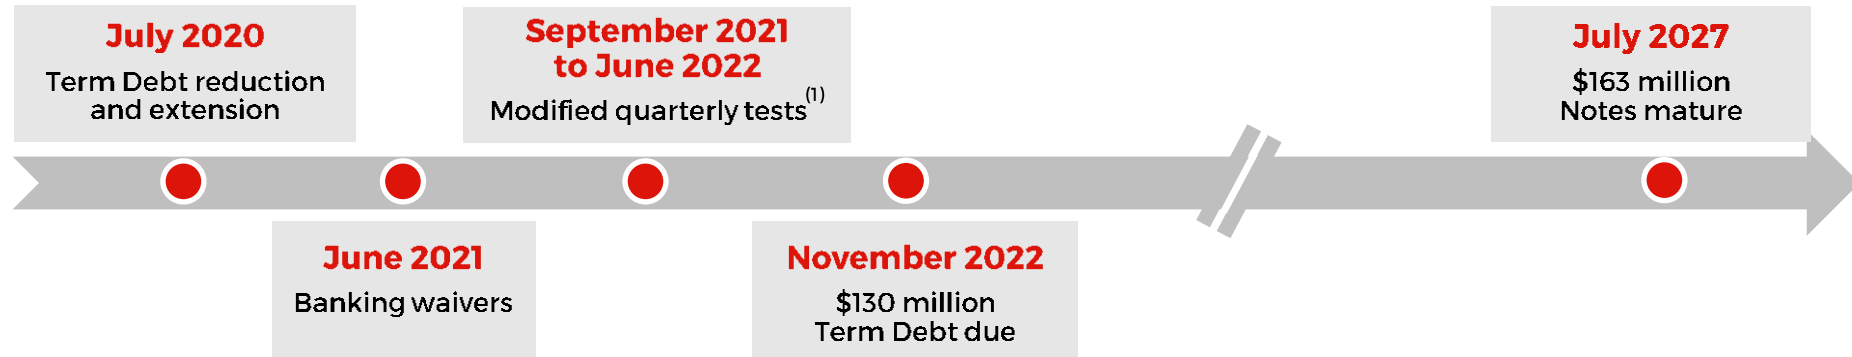 July 2020
Term Debt reduction
and extension
June 2021
Banking waivers
September 2021
to June 2022
Modified quarterly tests(1)
November 2022
$130 million
Term Debt due
July 2027
$163 million
Notes mature